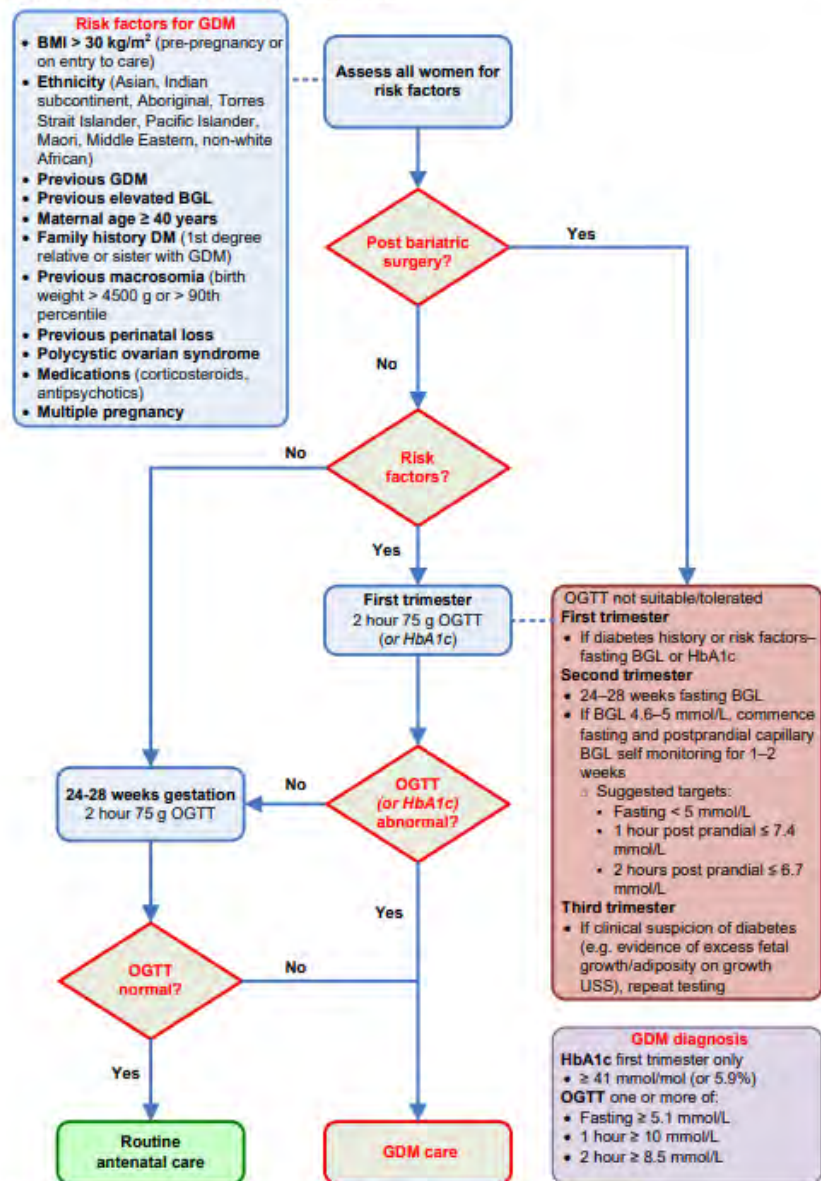 Risk factors for GDM
• BMI > 30 kg/m² (pre-pregnancy or
on entry to care)
• Ethnicity (Asian, Indian
subcontinent, Aboriginal, Torres
Strait Islander, Pacific Islander,
Maori, Middle Eastern, non-white
African)
• Previous GDM
• Previous elevated BGL
• Maternal age ≥ 40 years
• Family history DM (1st degree
relative or sister with GDM)
• Previous macrosomia (birth
weight > 4500 g or > 90th
percentile
• Previous perinatal loss
• Polycystic ovarian syndrome
• Medications (corticosteroids,
antipsychotics)
• Multiple pregnancy
Assess all women for
risk factors
Post bariatric
surgery?
Yes
No
Risk
factors?
No
Yes
First trimester
2 hour 75 g OGTT
(or HbA1c)
OGTT not suitable/tolerated
First trimester
• If diabetes history or risk factors–
fasting BGL or HbA1c
Second trimester
• 24–28 weeks fasting BGL
• If BGL 4.6–5 mmol/L, commence
fasting and postprandial capillary
BGL self monitoring for 1–2
weeks
○ Suggested targets:
▪ Fasting < 5 mmol/L
▪ 1 hour post prandial ≤ 7.4
mmol/L
▪ 2 hours post prandial ≤ 6.7
mmol/L
Third trimester
• If clinical suspicion of diabetes
(e.g. evidence of excess fetal
growth/adiposity on growth
USS), repeat testing
24-28 weeks gestation
2 hour 75 g OGTT
No
OGTT
(or HbA1c)
abnormal?
Yes
OGTT
normal?
No
Yes
Routine
antenatal care
GDM care
GDM diagnosis
HbA1c first trimester only
• ≥ 41 mmol/mol (or 5.9%)
OGTT one or more of:
• Fasting ≥ 5.1 mmol/L
• 1 hour ≥ 10 mmol/L
• 2 hour ≥ 8.5 mmol/L